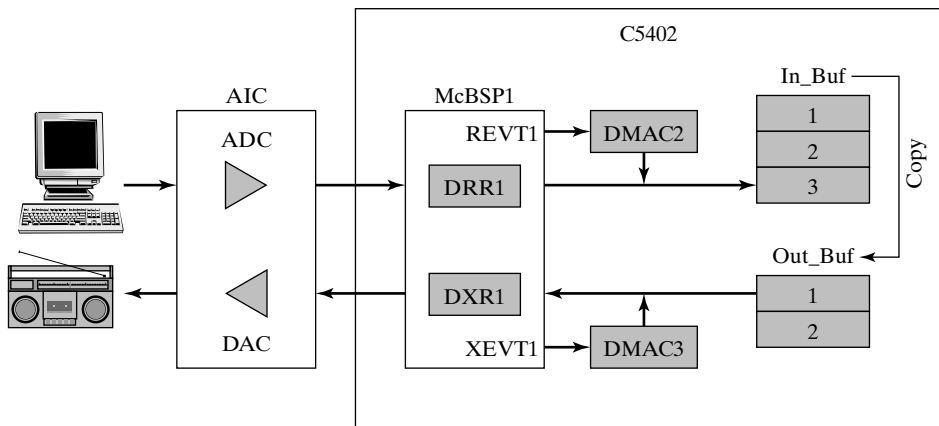 C5402
In_Buf
AIC
McBSP1
1
ADC
REVT1
DMAC2
2
Copy
DRR1
3
Out_Buf
DXR1
1
DAC
XEVT1
DMAC3
2